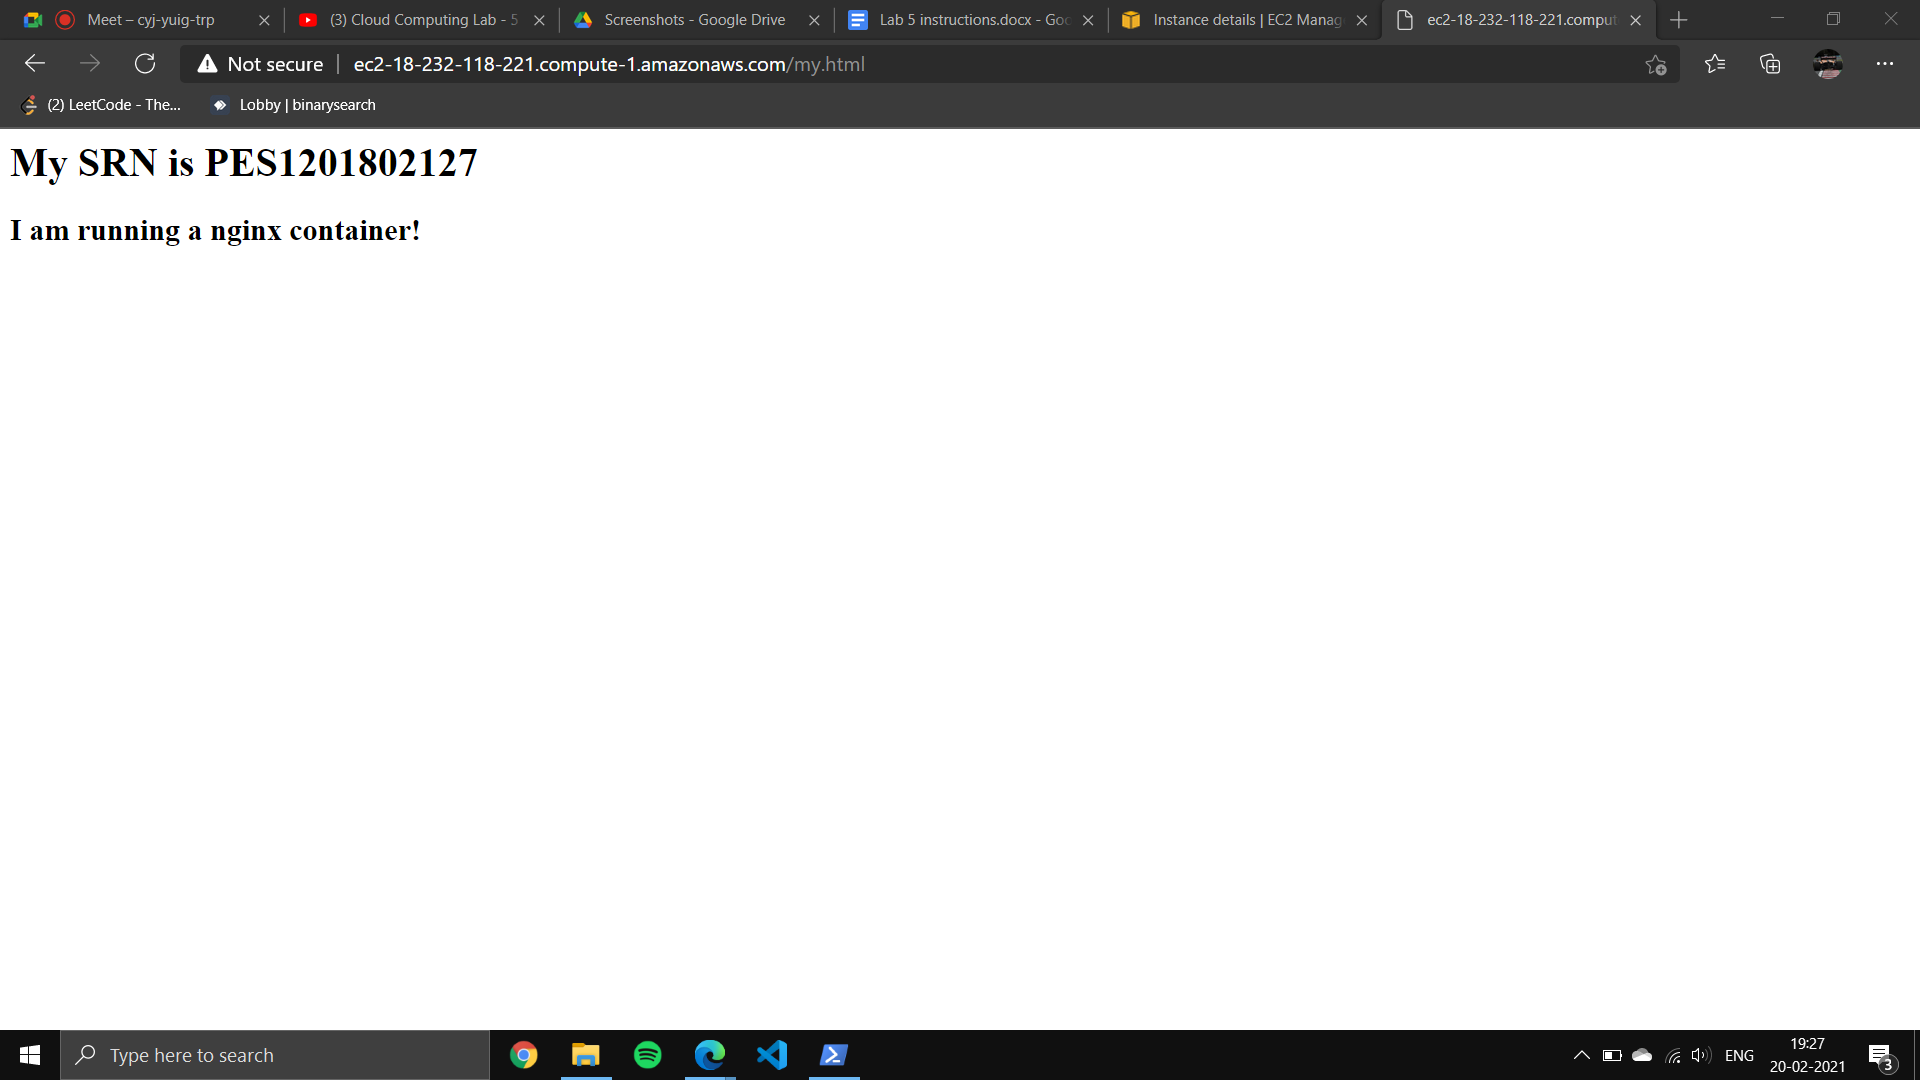 Meet – cyj-yuig-trp
(3) Cloud Computing Lab - 5
Screenshots - Google Drive
Lab 5 instructions.docx - Goo
Instance details | EC2 Manag
ec2-18-232-118-221.comput
Not secure
ec2-18-232-118-221.compute-1.amazonaws.com/my.html
(2) LeetCode - The...
Lobby | binarysearch
My SRN is PES1201802127
I am running a nginx container!
Type here to search
ENG
19:27
20-02-2021
3